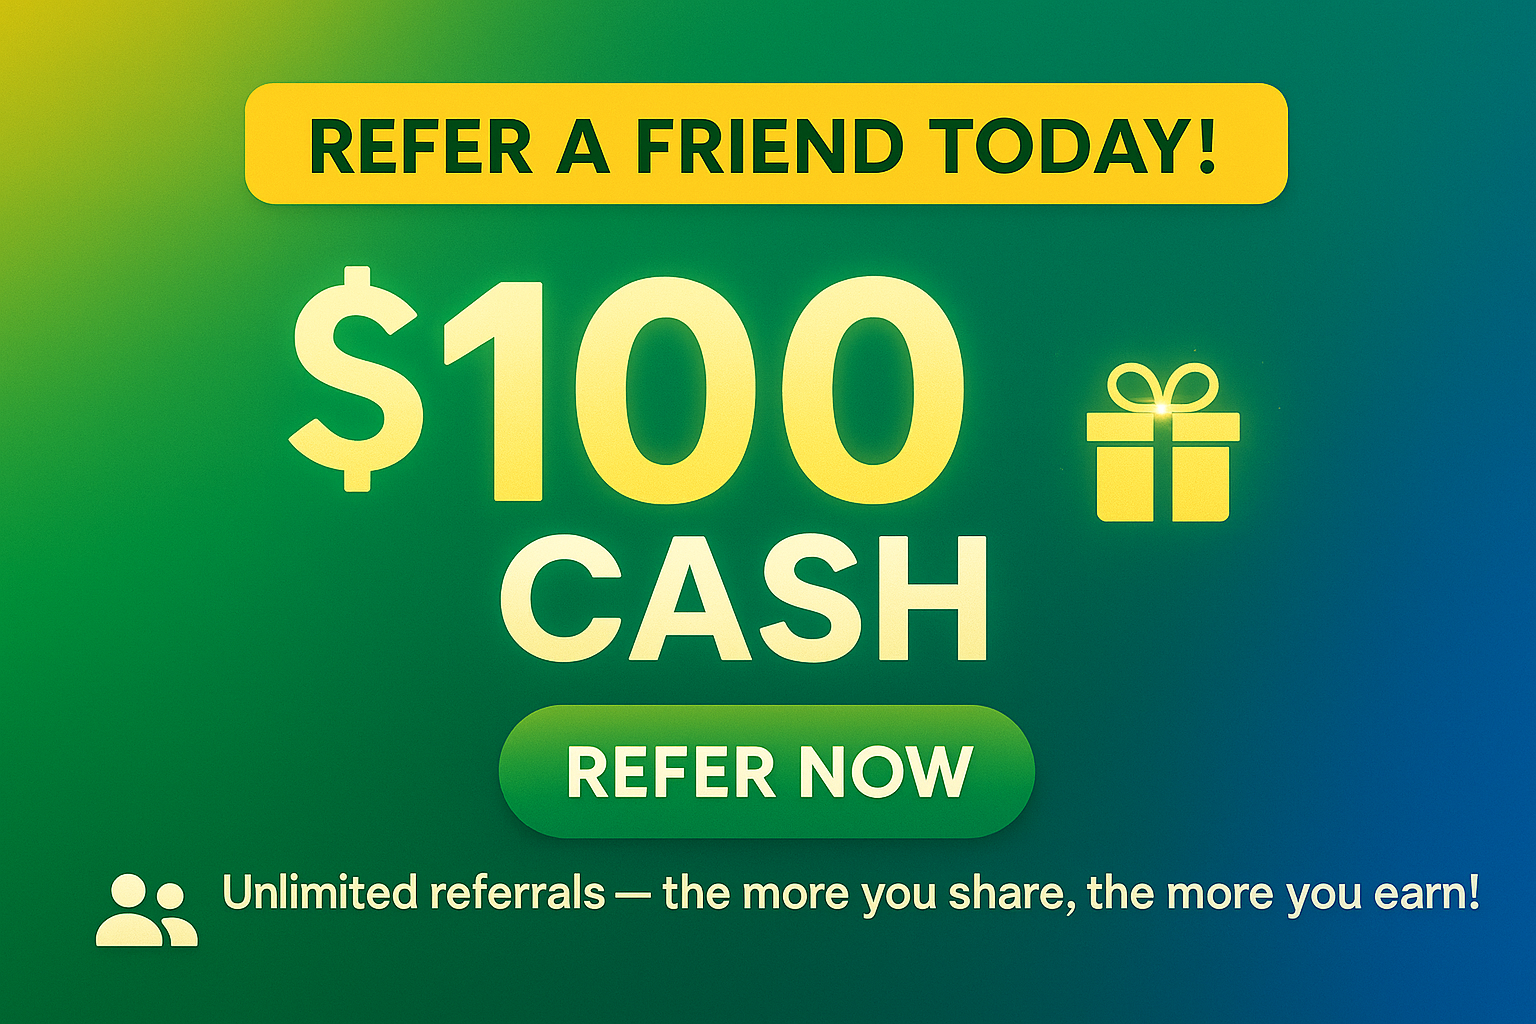 REFER A FRIEND TODAY!
$100
CASH
REFER NOW
Unlimited referrals — the more you share, the more you earn!